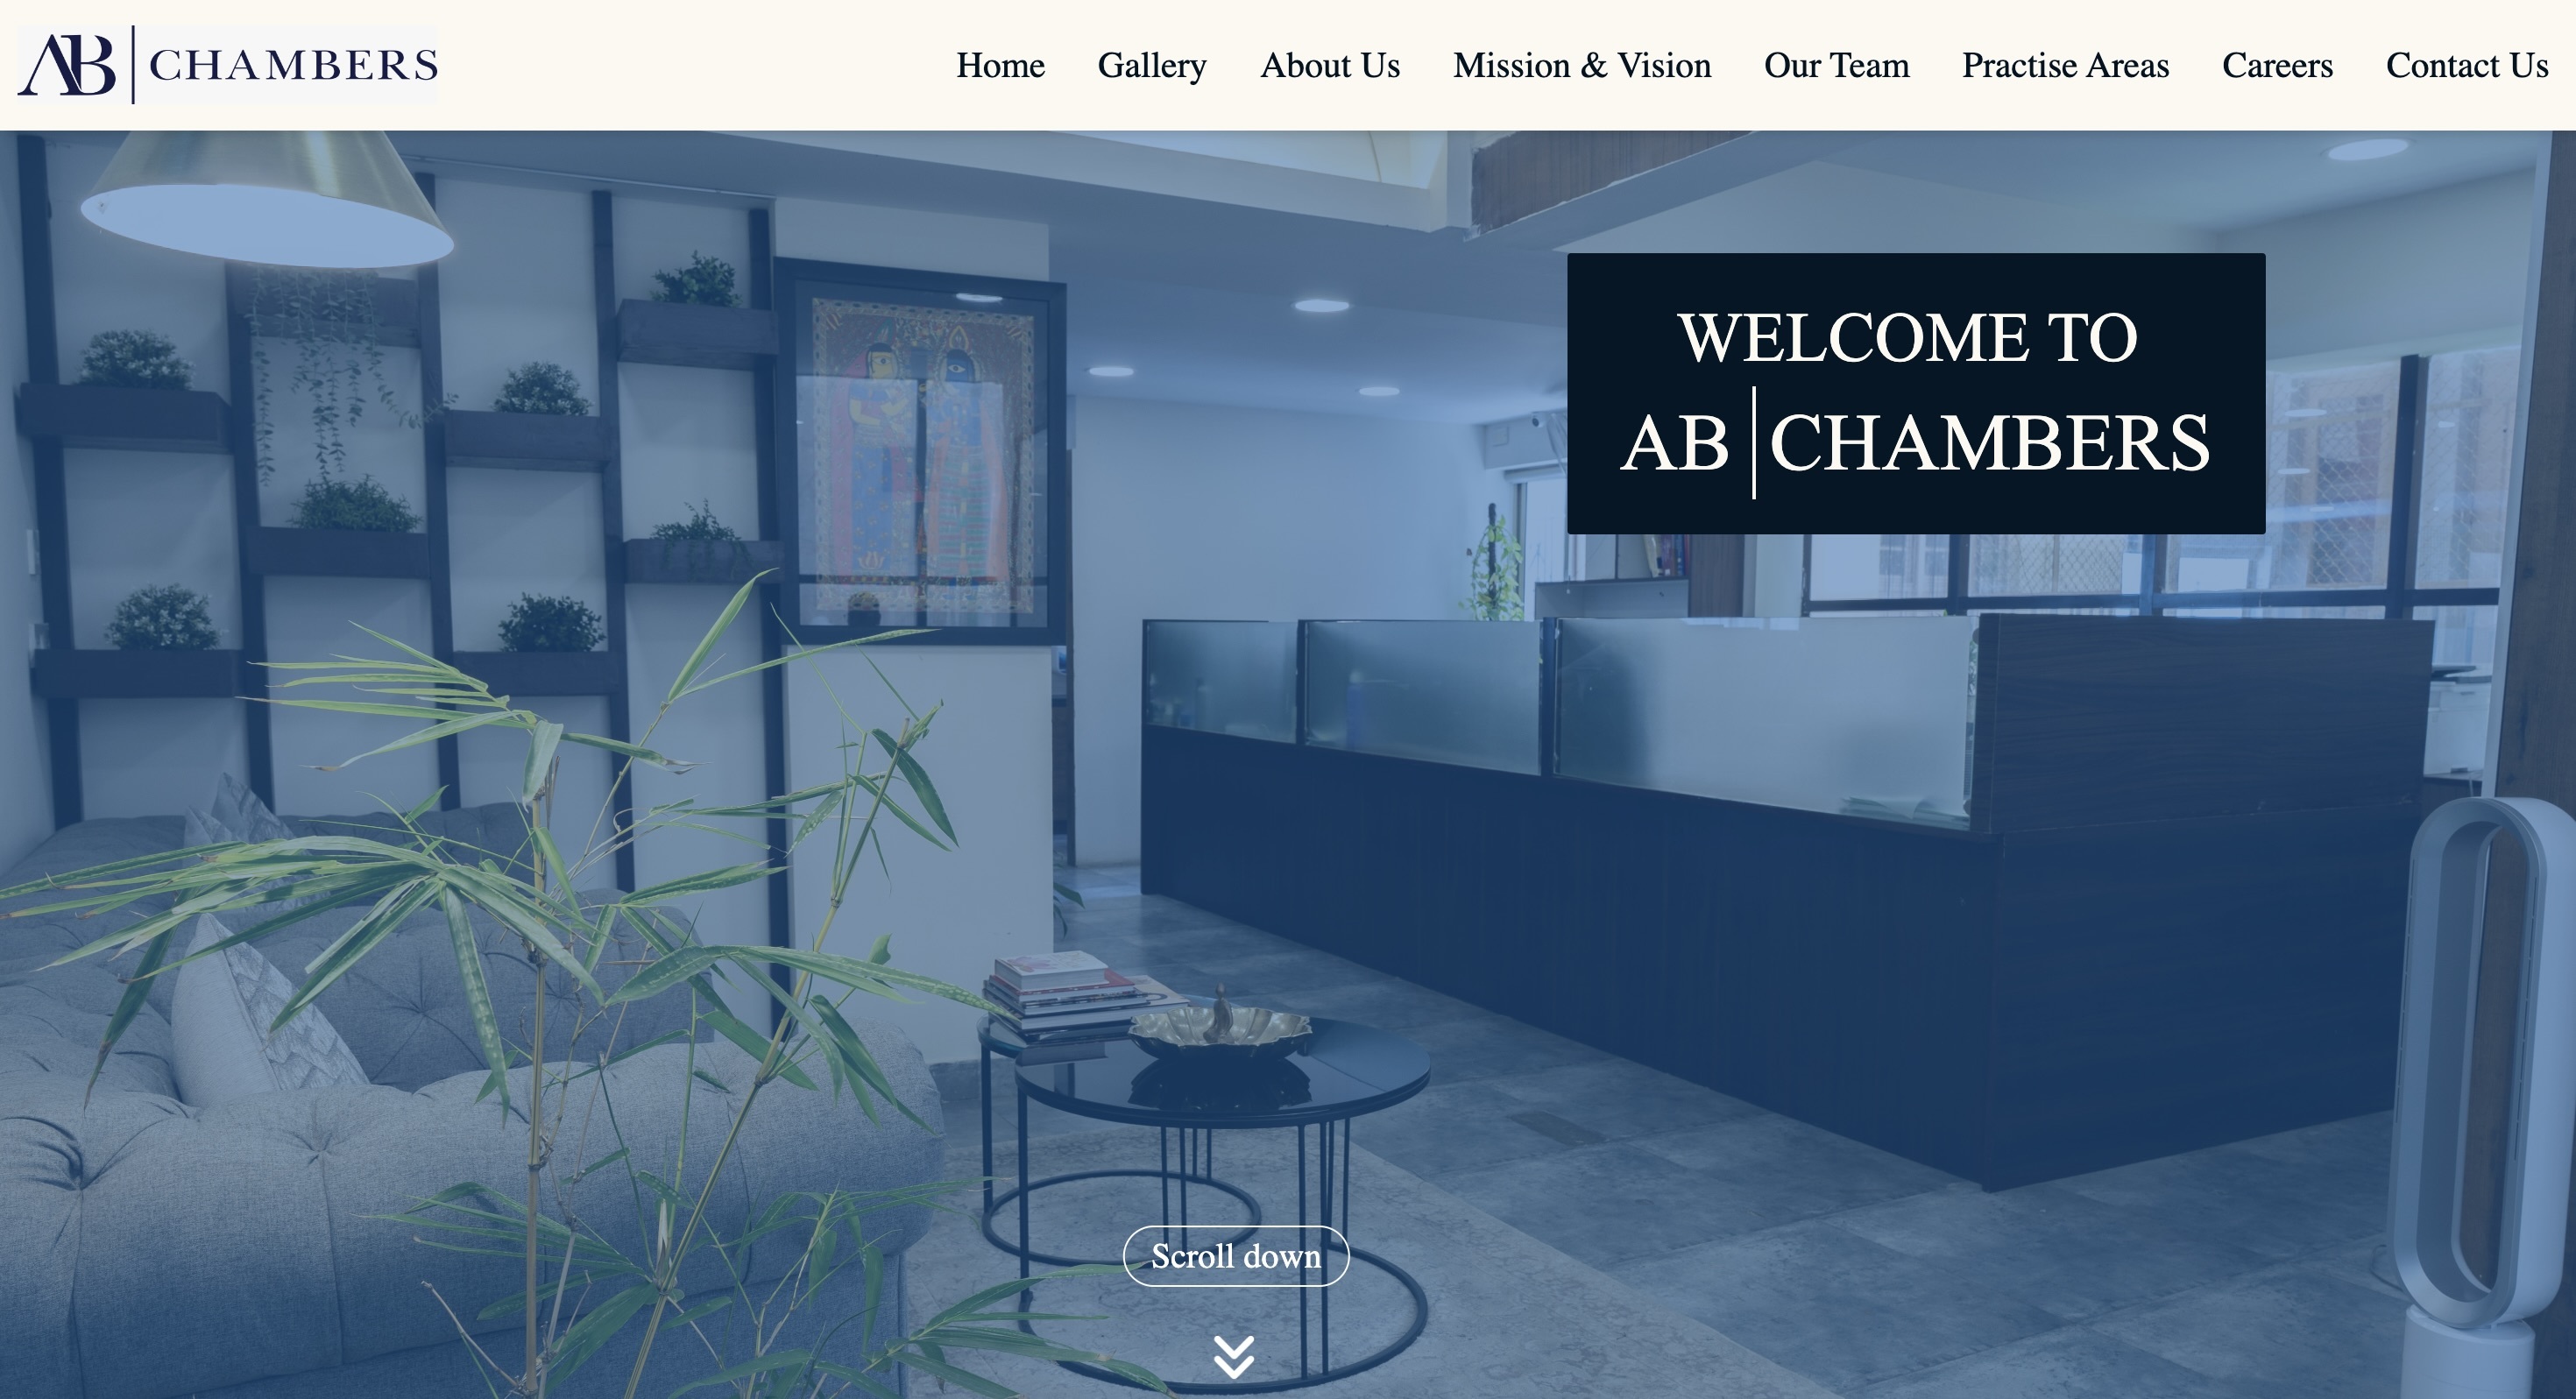 AB | CHAMBERS
Home Gallery About Us Mission & Vision Our Team Practise Areas Careers Contact Us
WELCOME TO
AB | CHAMBERS
Scroll down